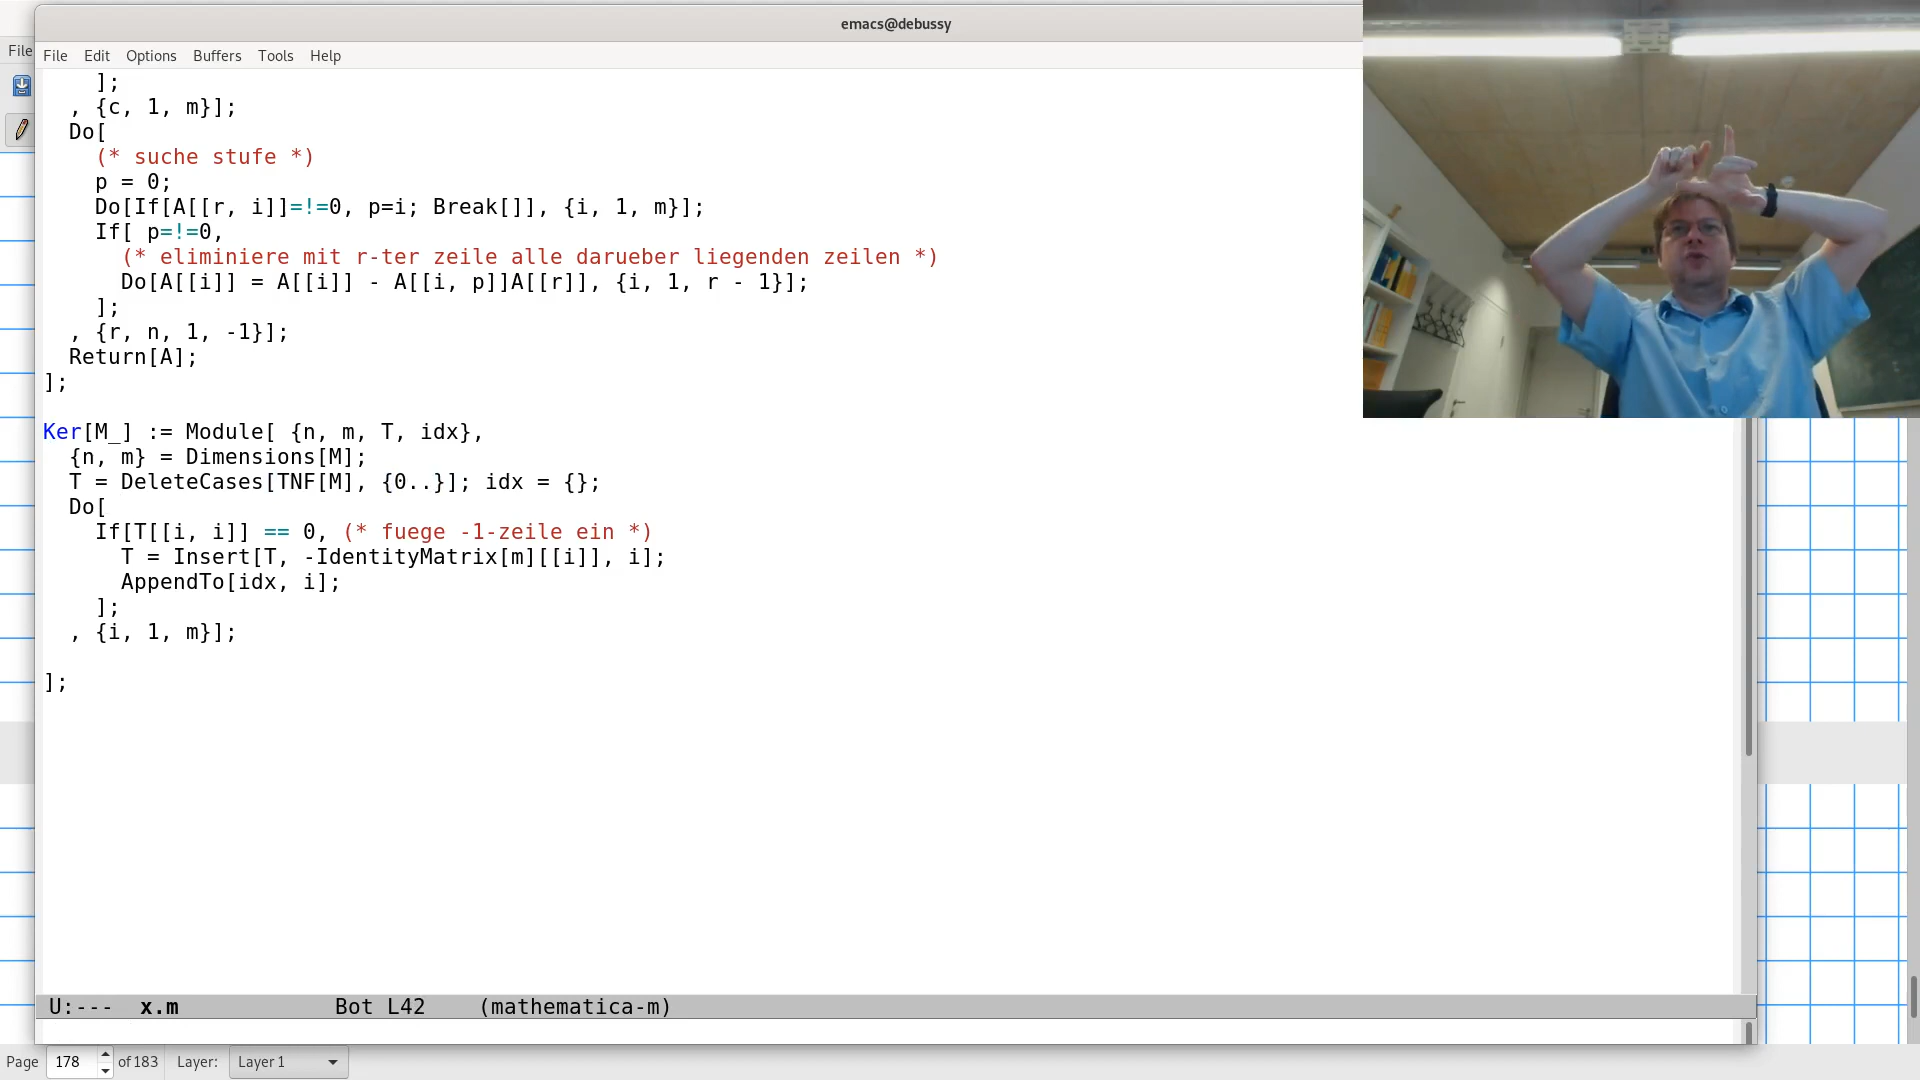 emacs@debussy
File
File Edit Options Buffers Tools Help
    ];
  , {c, 1, m}];
  Do[
    (* suche stufe *)
    p = 0;
    Do[If[A[[r, i]]=!=0, p=i; Break[]], {i, 1, m}];
    If[ p=!=0,
      (* eliminiere mit r-ter zeile alle darueber liegenden zeilen *)
      Do[A[[i]] = A[[i]] - A[[i, p]]A[[r]], {i, 1, r - 1}];
    ];
  , {r, n, 1, -1}];
  Return[A];
];
Ker[M_] := Module[ {n, m, T, idx},
  {n, m} = Dimensions[M];
  T = DeleteCases[TNF[M], {0..}]; idx = {};
  Do[
    If[T[[i, i]] == 0, (* fuege -1-zeile ein *)
      T = Insert[T, -IdentityMatrix[m][[i]], i];
      AppendTo[idx, i];
    ];
  , {i, 1, m}];
];
U:--- x.m Bot L42 (mathematica-m)
Page 178 of 183 Layer: Layer 1